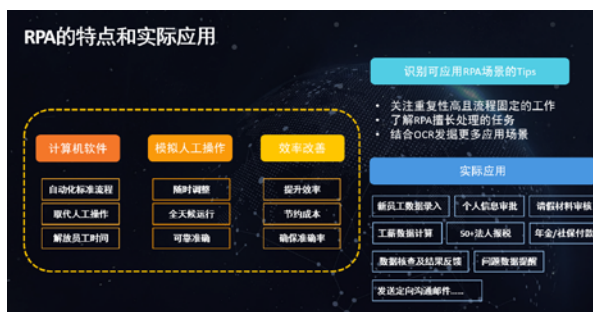 RPA的特点和实际应用
计算机软件
模拟人工操作
效率改善
自动化标准流程
随时调整
提升效率
取代人工操作
全天候运行
节约成本
解放员工时间
可靠准确
确保准确率
识别可应用RPA场景的Tips
• 关注重复性高且流程固定的工作
• 了解RPA擅长处理的任务
• 结合OCR发掘更多应用场景
实际应用
新员工数据录入
个人信息审批
请假材料审核
工薪数据计算
50+法人报税
年金/社保付款
数据核查及结果反馈
问题数据提醒
发送定向沟通邮件......